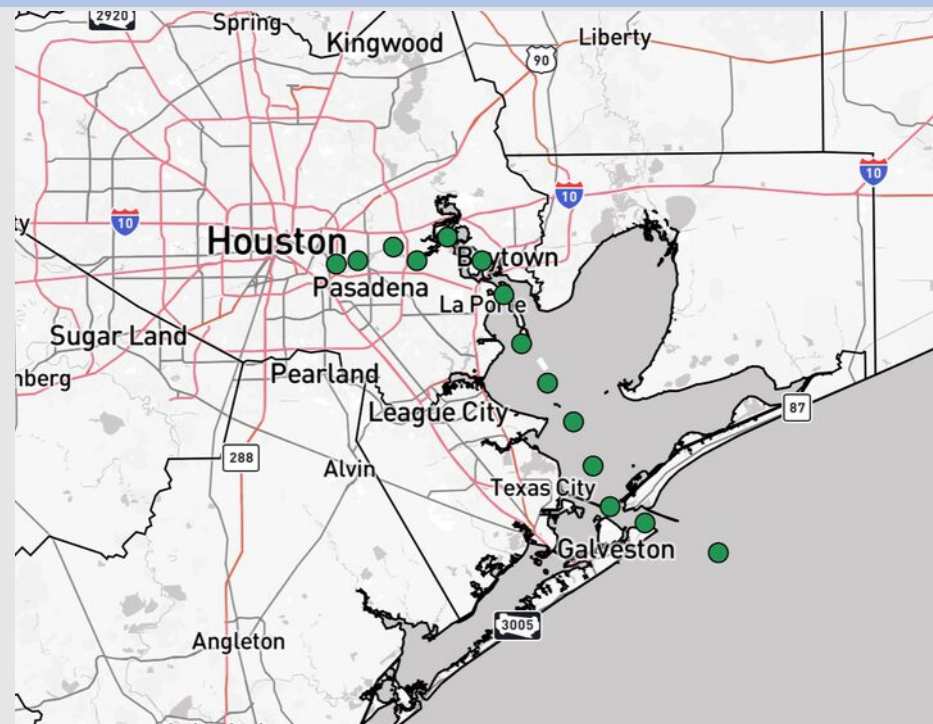 2920
Spring
Kingwood
Liberty
90
10
10
10
Houston
Baytown
Pasadena
La Porte
Sugar Land
Pearland
87
League City
288
Alvin
Texas City
Galveston
3005
Angleton